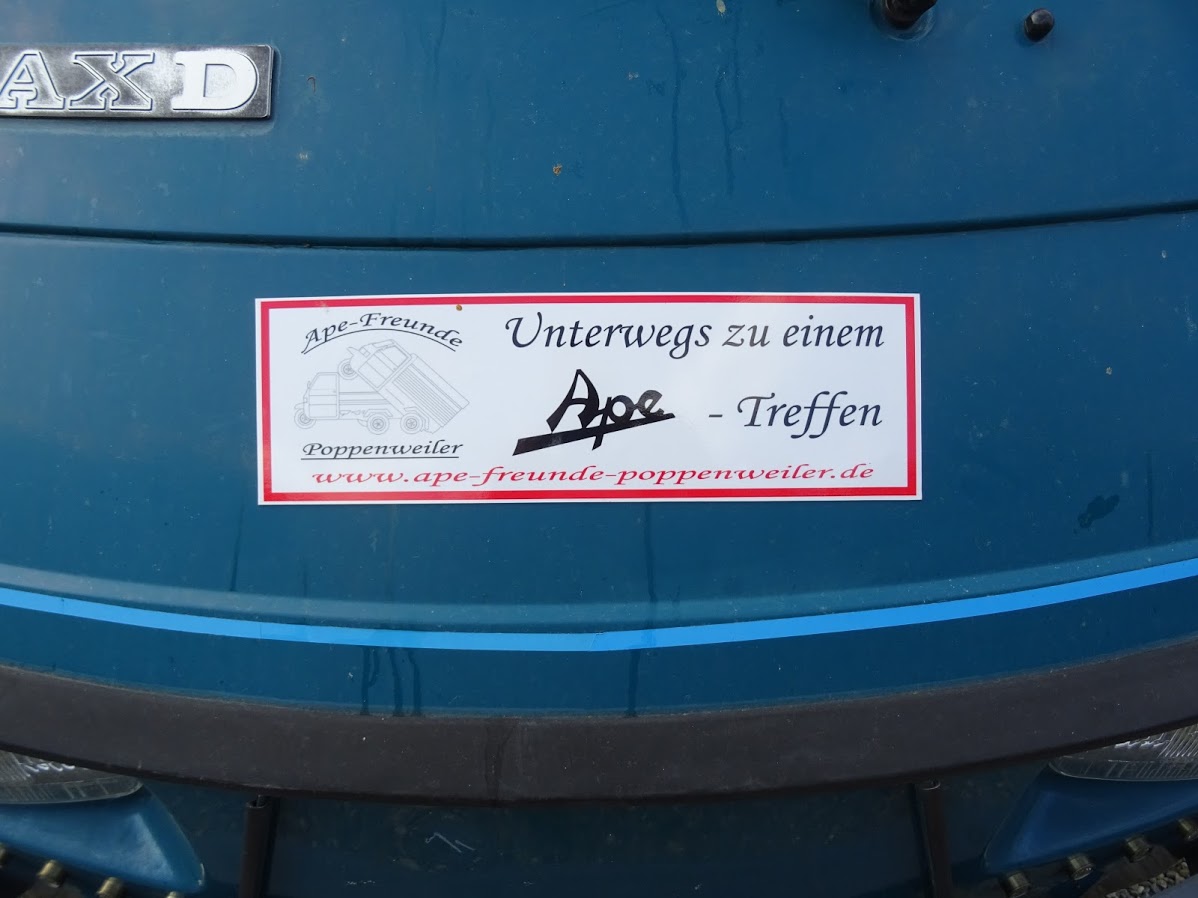 AXD
Ape-Freunde
Poppenweiler
Unterwegs zu einem
Ape - Treffen
www.ape-freunde-poppenweiler.de